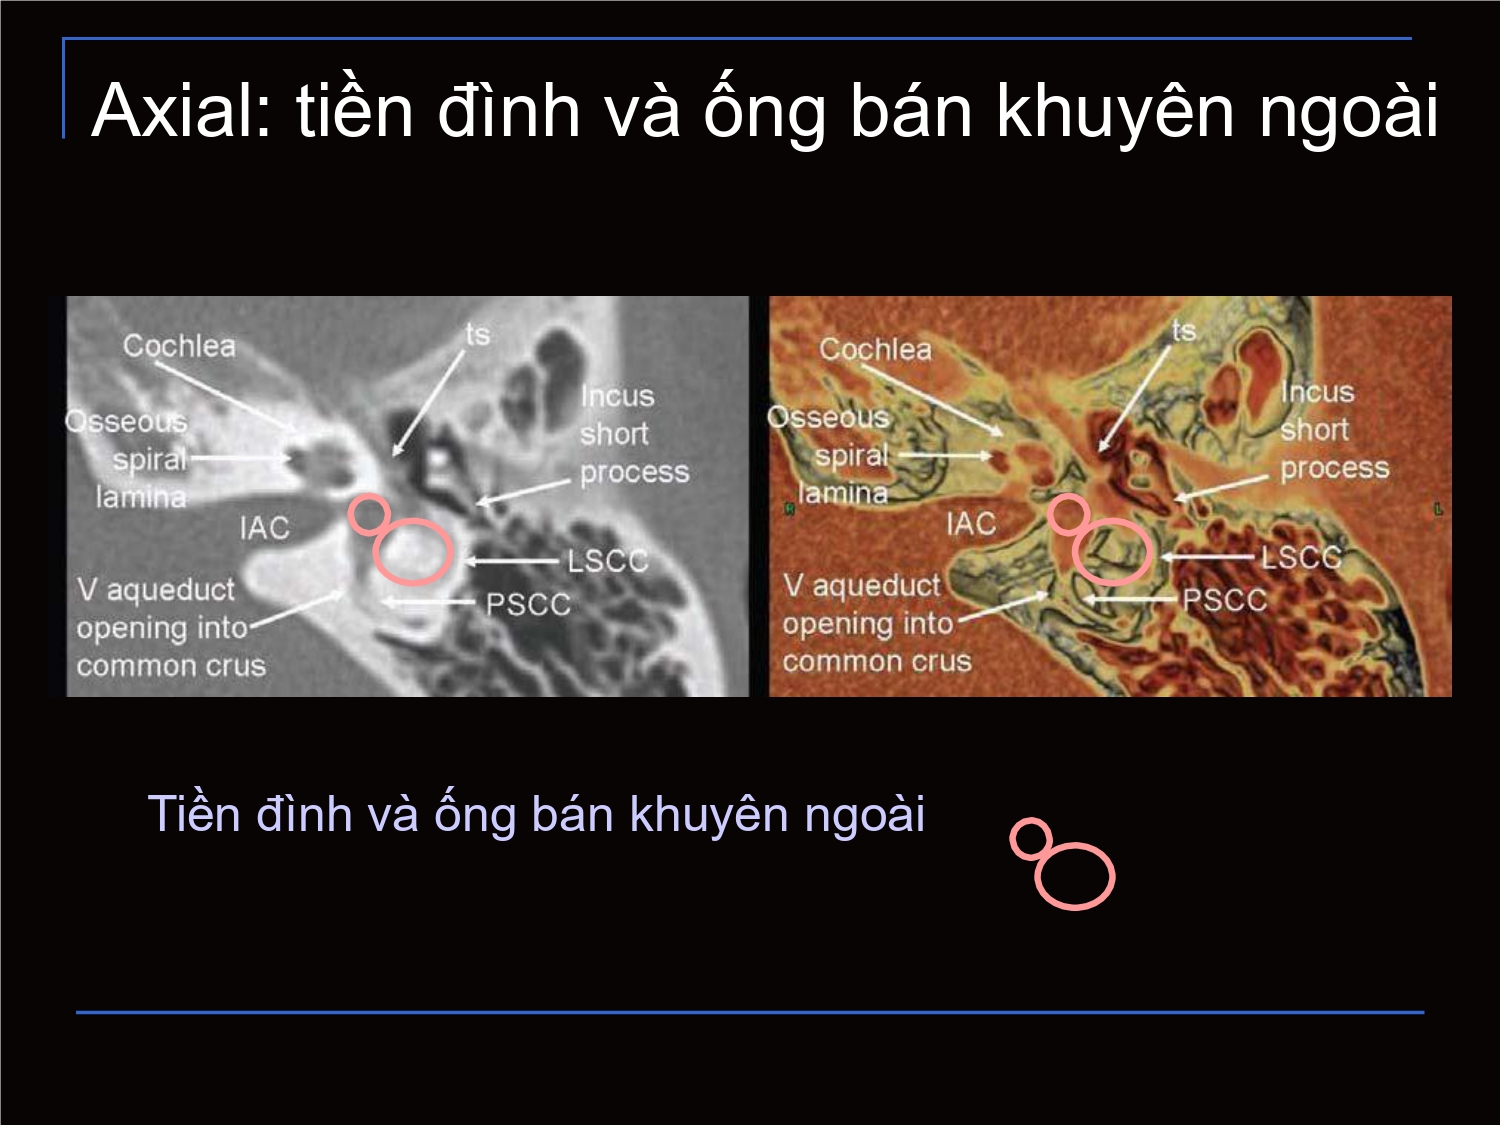 Axial: tiền đình và ống bán khuyên ngoài
Cochlea
ts
Osseous
spiral
lamina
Incus
short
process
IAC
LSCC
V aqueduct
opening into
common crus
PSCC
Cochlea
ts
Osseous
spiral
lamina
Incus
short
process
R
L
IAC
LSCC
V aqueduct
opening into
common crus
PSCC
Tiền đình và ống bán khuyên ngoài